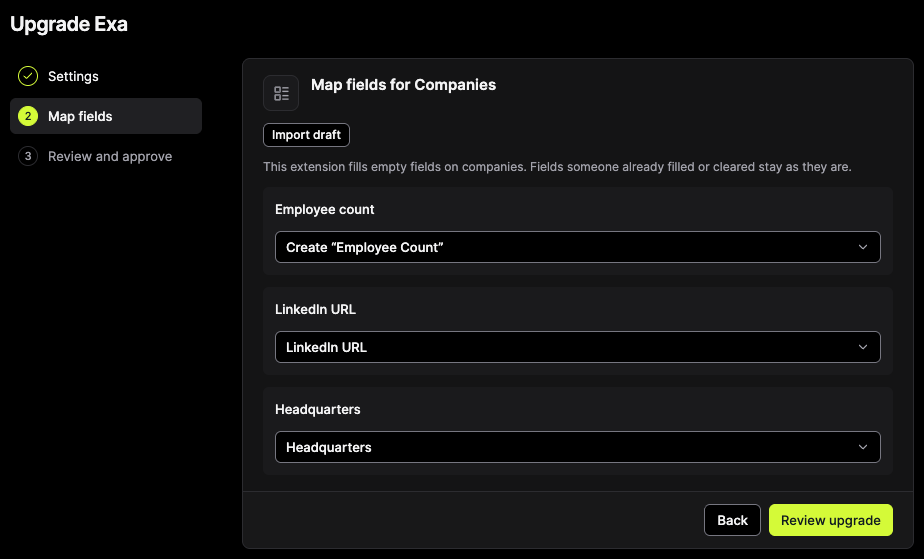 Upgrade Exa
Settings
2 Map fields
3 Review and approve
Map fields for Companies
Import draft
This extension fills empty fields on companies. Fields someone already filled or cleared stay as they are.
Employee count
Create “Employee Count”
LinkedIn URL
LinkedIn URL
Headquarters
Headquarters
Back
Review upgrade